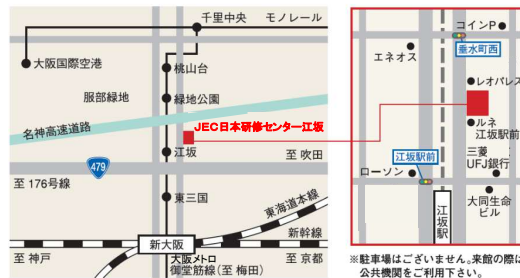 千里中央
モノレール
大阪国際空港
桃山台
服部緑地
緑地公園
JEC日本研修センター江坂
名神高速道路
江坂
至 吹田
479
至 176号線
東三国
東海道本線
新幹線
新大阪
至 神戸
大阪メトロ
御堂筋線(至 梅田)
至 京都
コインP
垂水町西
エネオス
レオパレス
ルネ
江坂駅前
三菱
UFJ銀行
江坂駅前
ローソン
江坂駅
大同生命
ビル
※駐車場はございません。来館の際に
公共機関をご利用下さい。